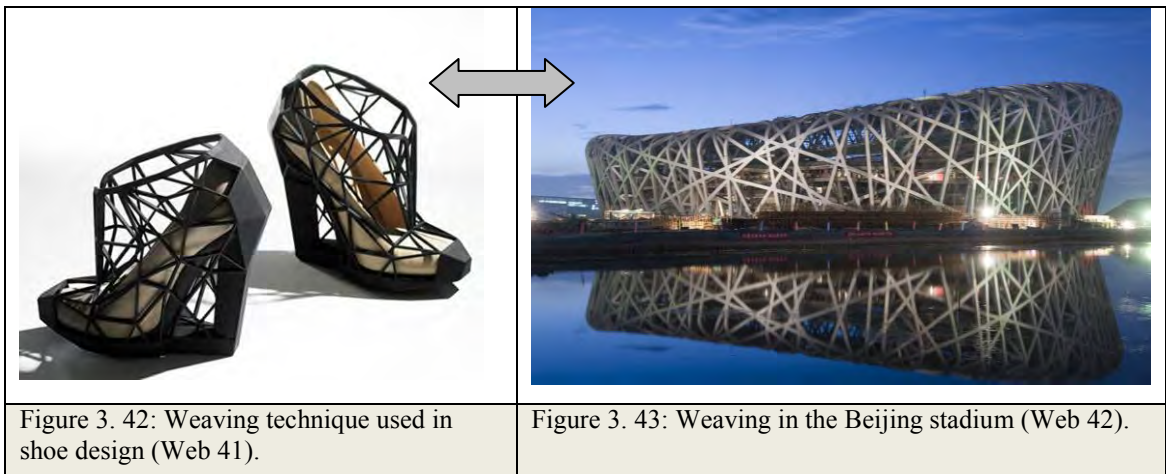 Figure 3. 42: Weaving technique used in
shoe design (Web 41).
Figure 3. 43: Weaving in the Beijing stadium (Web 42).